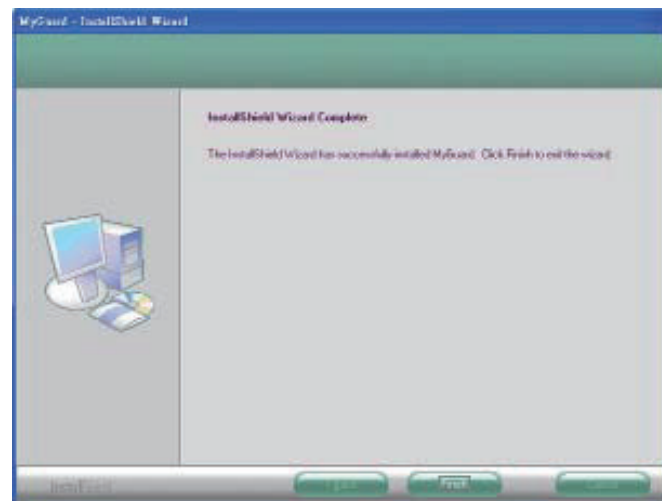 MyGuard - InstallShield Wizard
InstallShield Wizard Complete
The InstallShield Wizard has successfully installed MyGuard. Click Finish to exit the wizard.
InstallShield
Finish